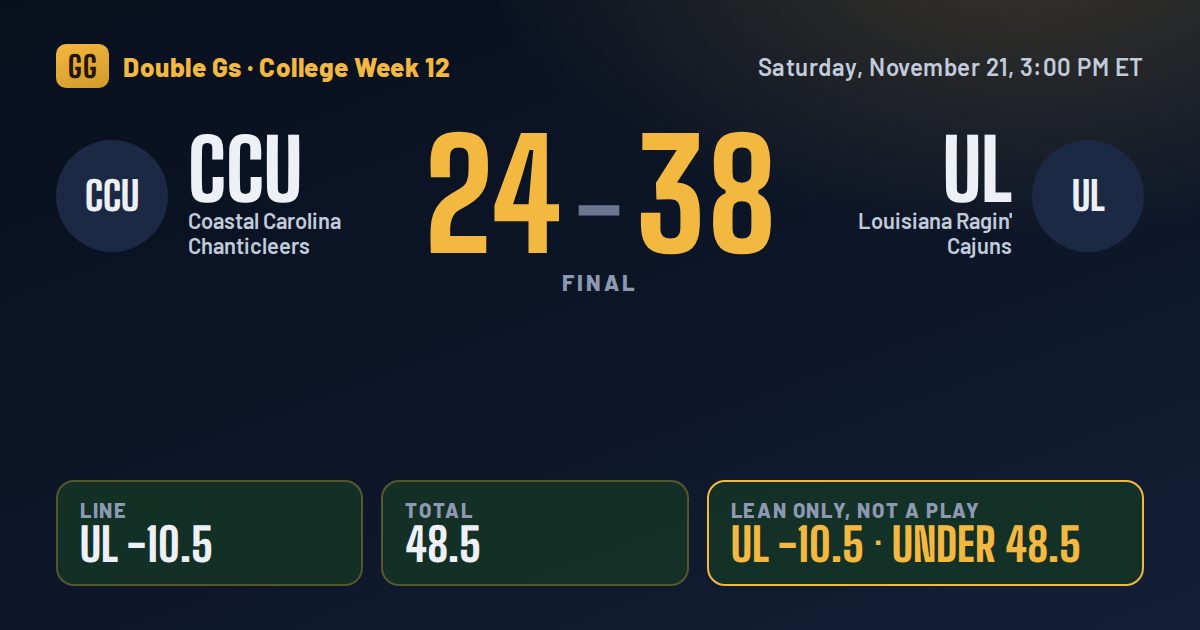 GG
Double Gs · College Week 12
Saturday, November 21, 3:00 PM ET
CCU
CCU
Coastal Carolina
Chanticleers
24 – 38
FINAL
UL
Louisiana Ragin'
Cajuns
UL
LINE
UL −10.5
TOTAL
48.5
LEAN ONLY, NOT A PLAY
UL −10.5 · UNDER 48.5